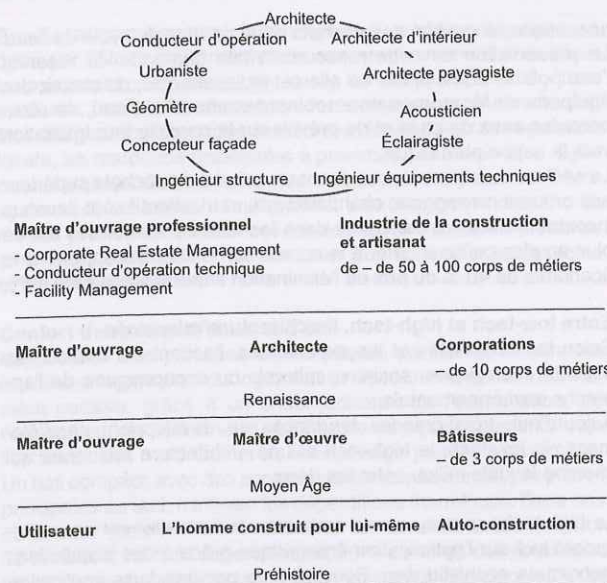 Architecte
Conducteur d'opération Architecte d'intérieur
Urbaniste Architecte paysagiste
Géomètre Acousticien
Concepteur façade Éclairagiste
Ingénieur structure Ingénieur équipements techniques
Maître d'ouvrage professionnel
- Corporate Real Estate Management
- Conducteur d'opération technique
- Facility Management
Industrie de la construction
et artisanat
de – de 50 à 100 corps de métiers
Maître d'ouvrage Architecte Corporations
– de 10 corps de métiers
Renaissance
Maître d'ouvrage Maître d'œuvre Bâtisseurs
– de 3 corps de métiers
Moyen Âge
Utilisateur L'homme construit pour lui-même Auto-construction
Préhistoire